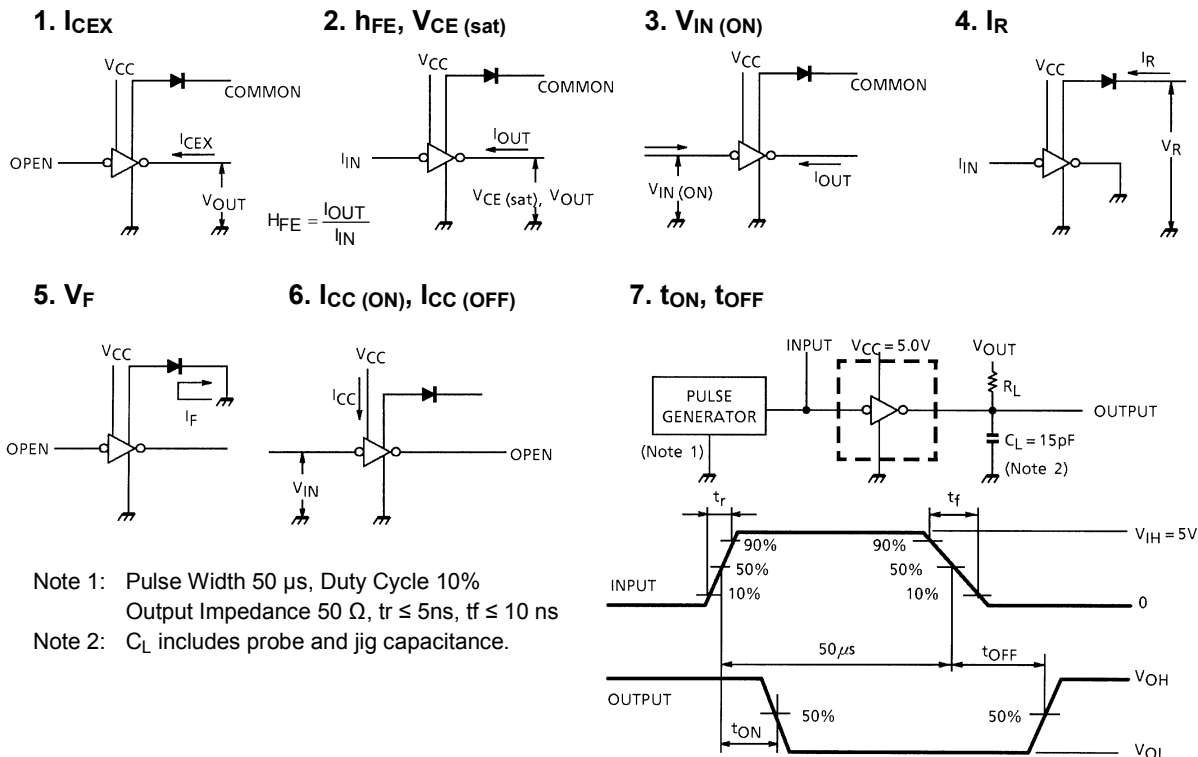 1. ICEX
VCC
COMMON
ICEX
OPEN
VOUT
2. hFE, VCE (sat)
VCC
COMMON
IOUT
IIN
VCE (sat), VOUT
HFE = IOUT / IIN
3. VIN (ON)
VCC
COMMON
VIN (ON)
IOUT
4. IR
VCC
IR
IIN
VR
5. VF
VCC
IF
OPEN
6. ICC (ON), ICC (OFF)
VCC
ICC
OPEN
VIN
7. tON, tOFF
INPUT
VCC = 5.0V
VOUT
PULSE
GENERATOR
RL
OUTPUT
(Note 1)
CL = 15pF
(Note 2)
tr
tf
VIH = 5V
90%
90%
50%
50%
INPUT
10%
10%
0
50μs
tOFF
VOH
OUTPUT
50%
50%
tON
VOL
Note 1: Pulse Width 50 μs, Duty Cycle 10%
Output Impedance 50 Ω, tr ≤ 5ns, tf ≤ 10 ns
Note 2: CL includes probe and jig capacitance.